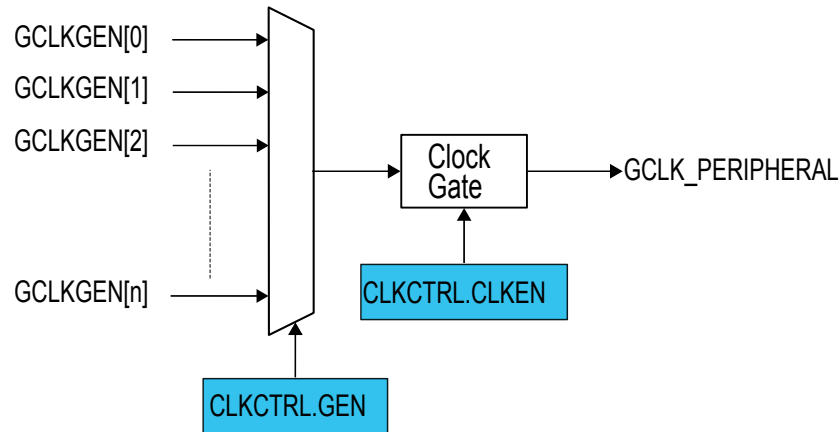 GCLKGEN[0]
GCLKGEN[1]
GCLKGEN[2]
Clock
Gate
GCLK_PERIPHERAL
GCLKGEN[n]
CLKCTRL.CLKEN
CLKCTRL.GEN